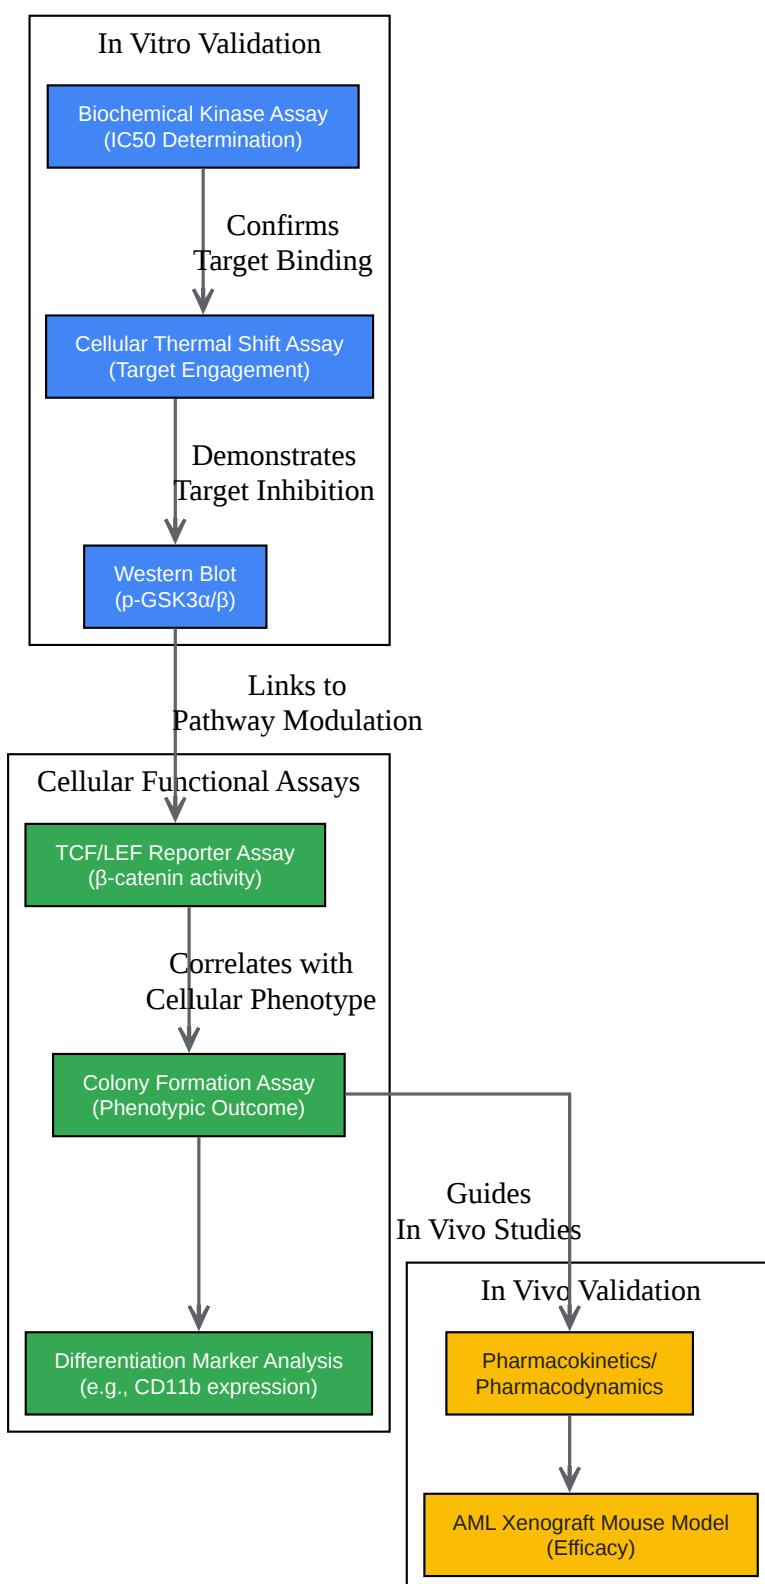 In Vitro Validation
Biochemical Kinase Assay
(IC50 Determination)
Confirms
Target Binding
Cellular Thermal Shift Assay
(Target Engagement)
Demonstrates
Target Inhibition
Western Blot
(p-GSK3α/β)
Links to
Pathway Modulation
Cellular Functional Assays
TCF/LEF Reporter Assay
(β-catenin activity)
Correlates with
Cellular Phenotype
Colony Formation Assay
(Phenotypic Outcome)
Guides
In Vivo Studies
In Vivo Validation
Differentiation Marker Analysis
(e.g., CD11b expression)
Pharmacokinetics/
Pharmacodynamics
AML Xenograft Mouse Model
(Efficacy)